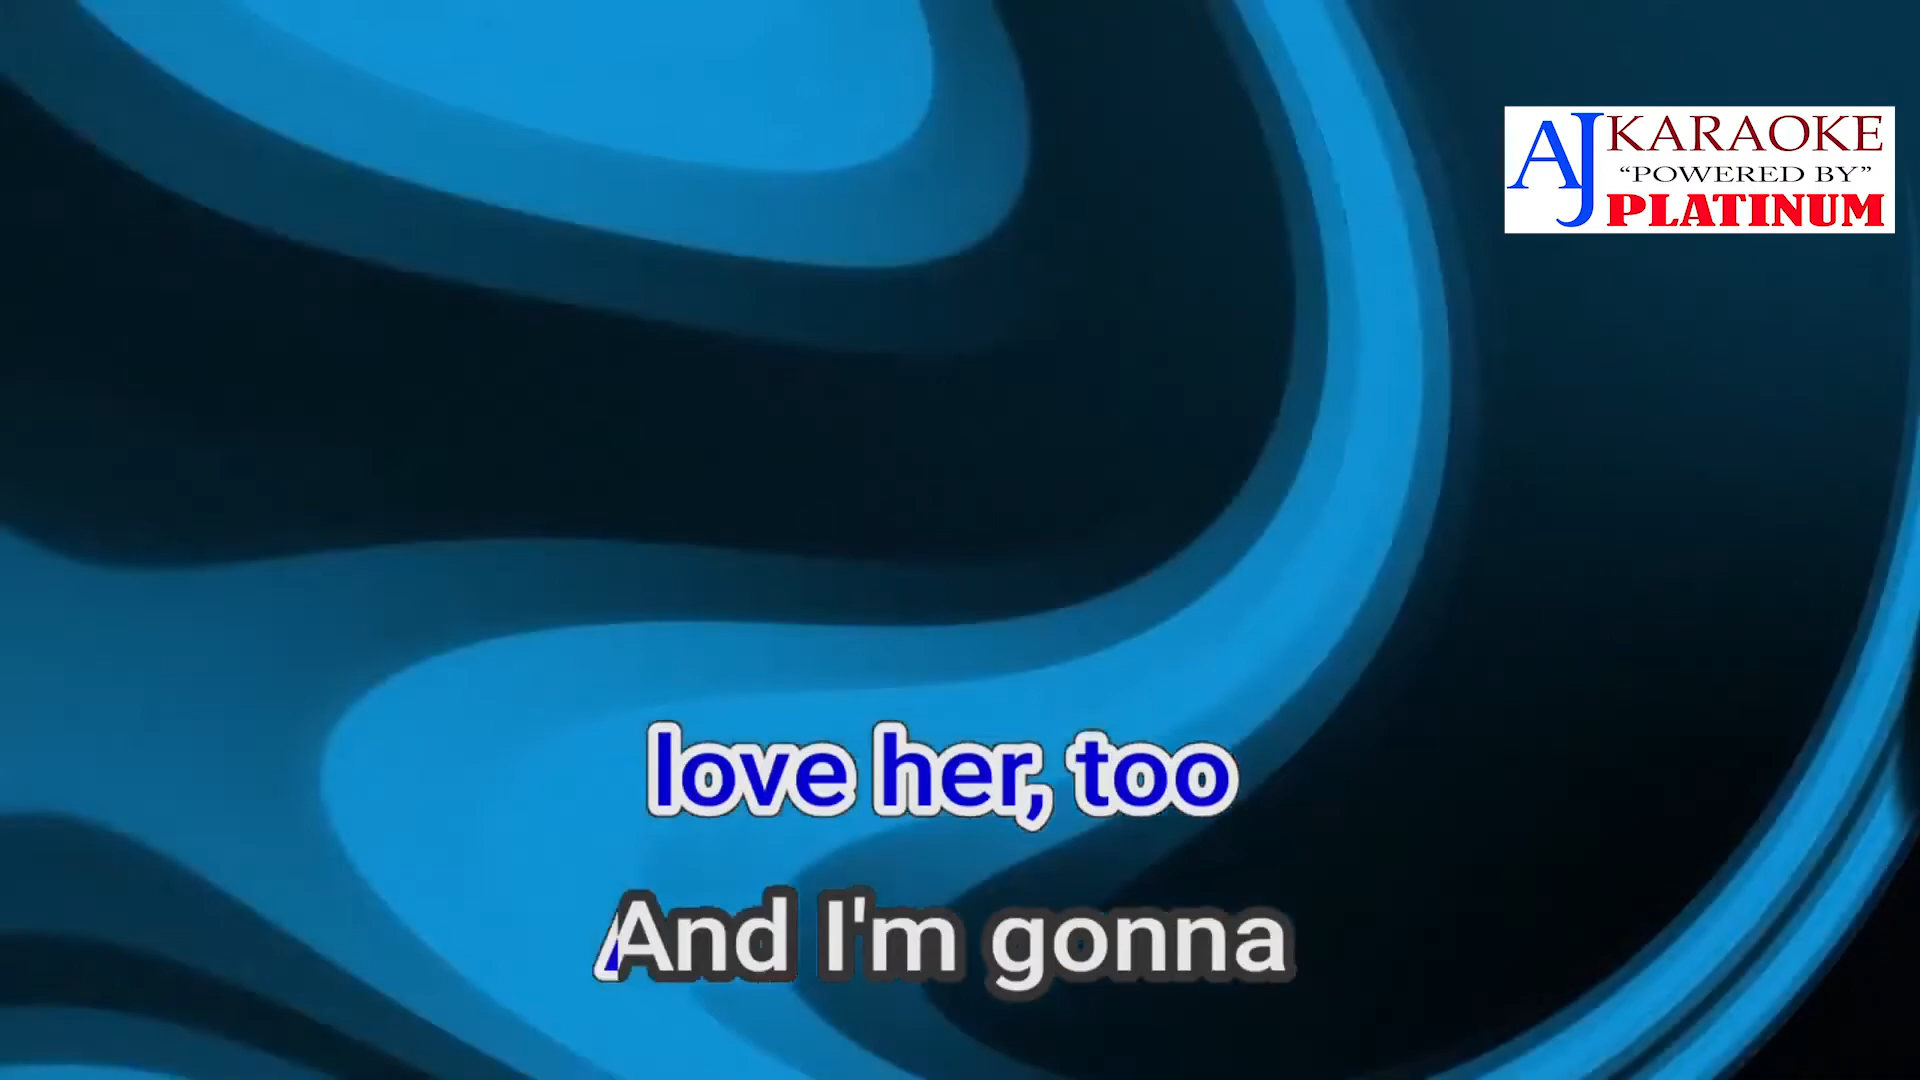 AJ KARAOKE
“POWERED BY”
PLATINUM
love her, too
And I'm gonna